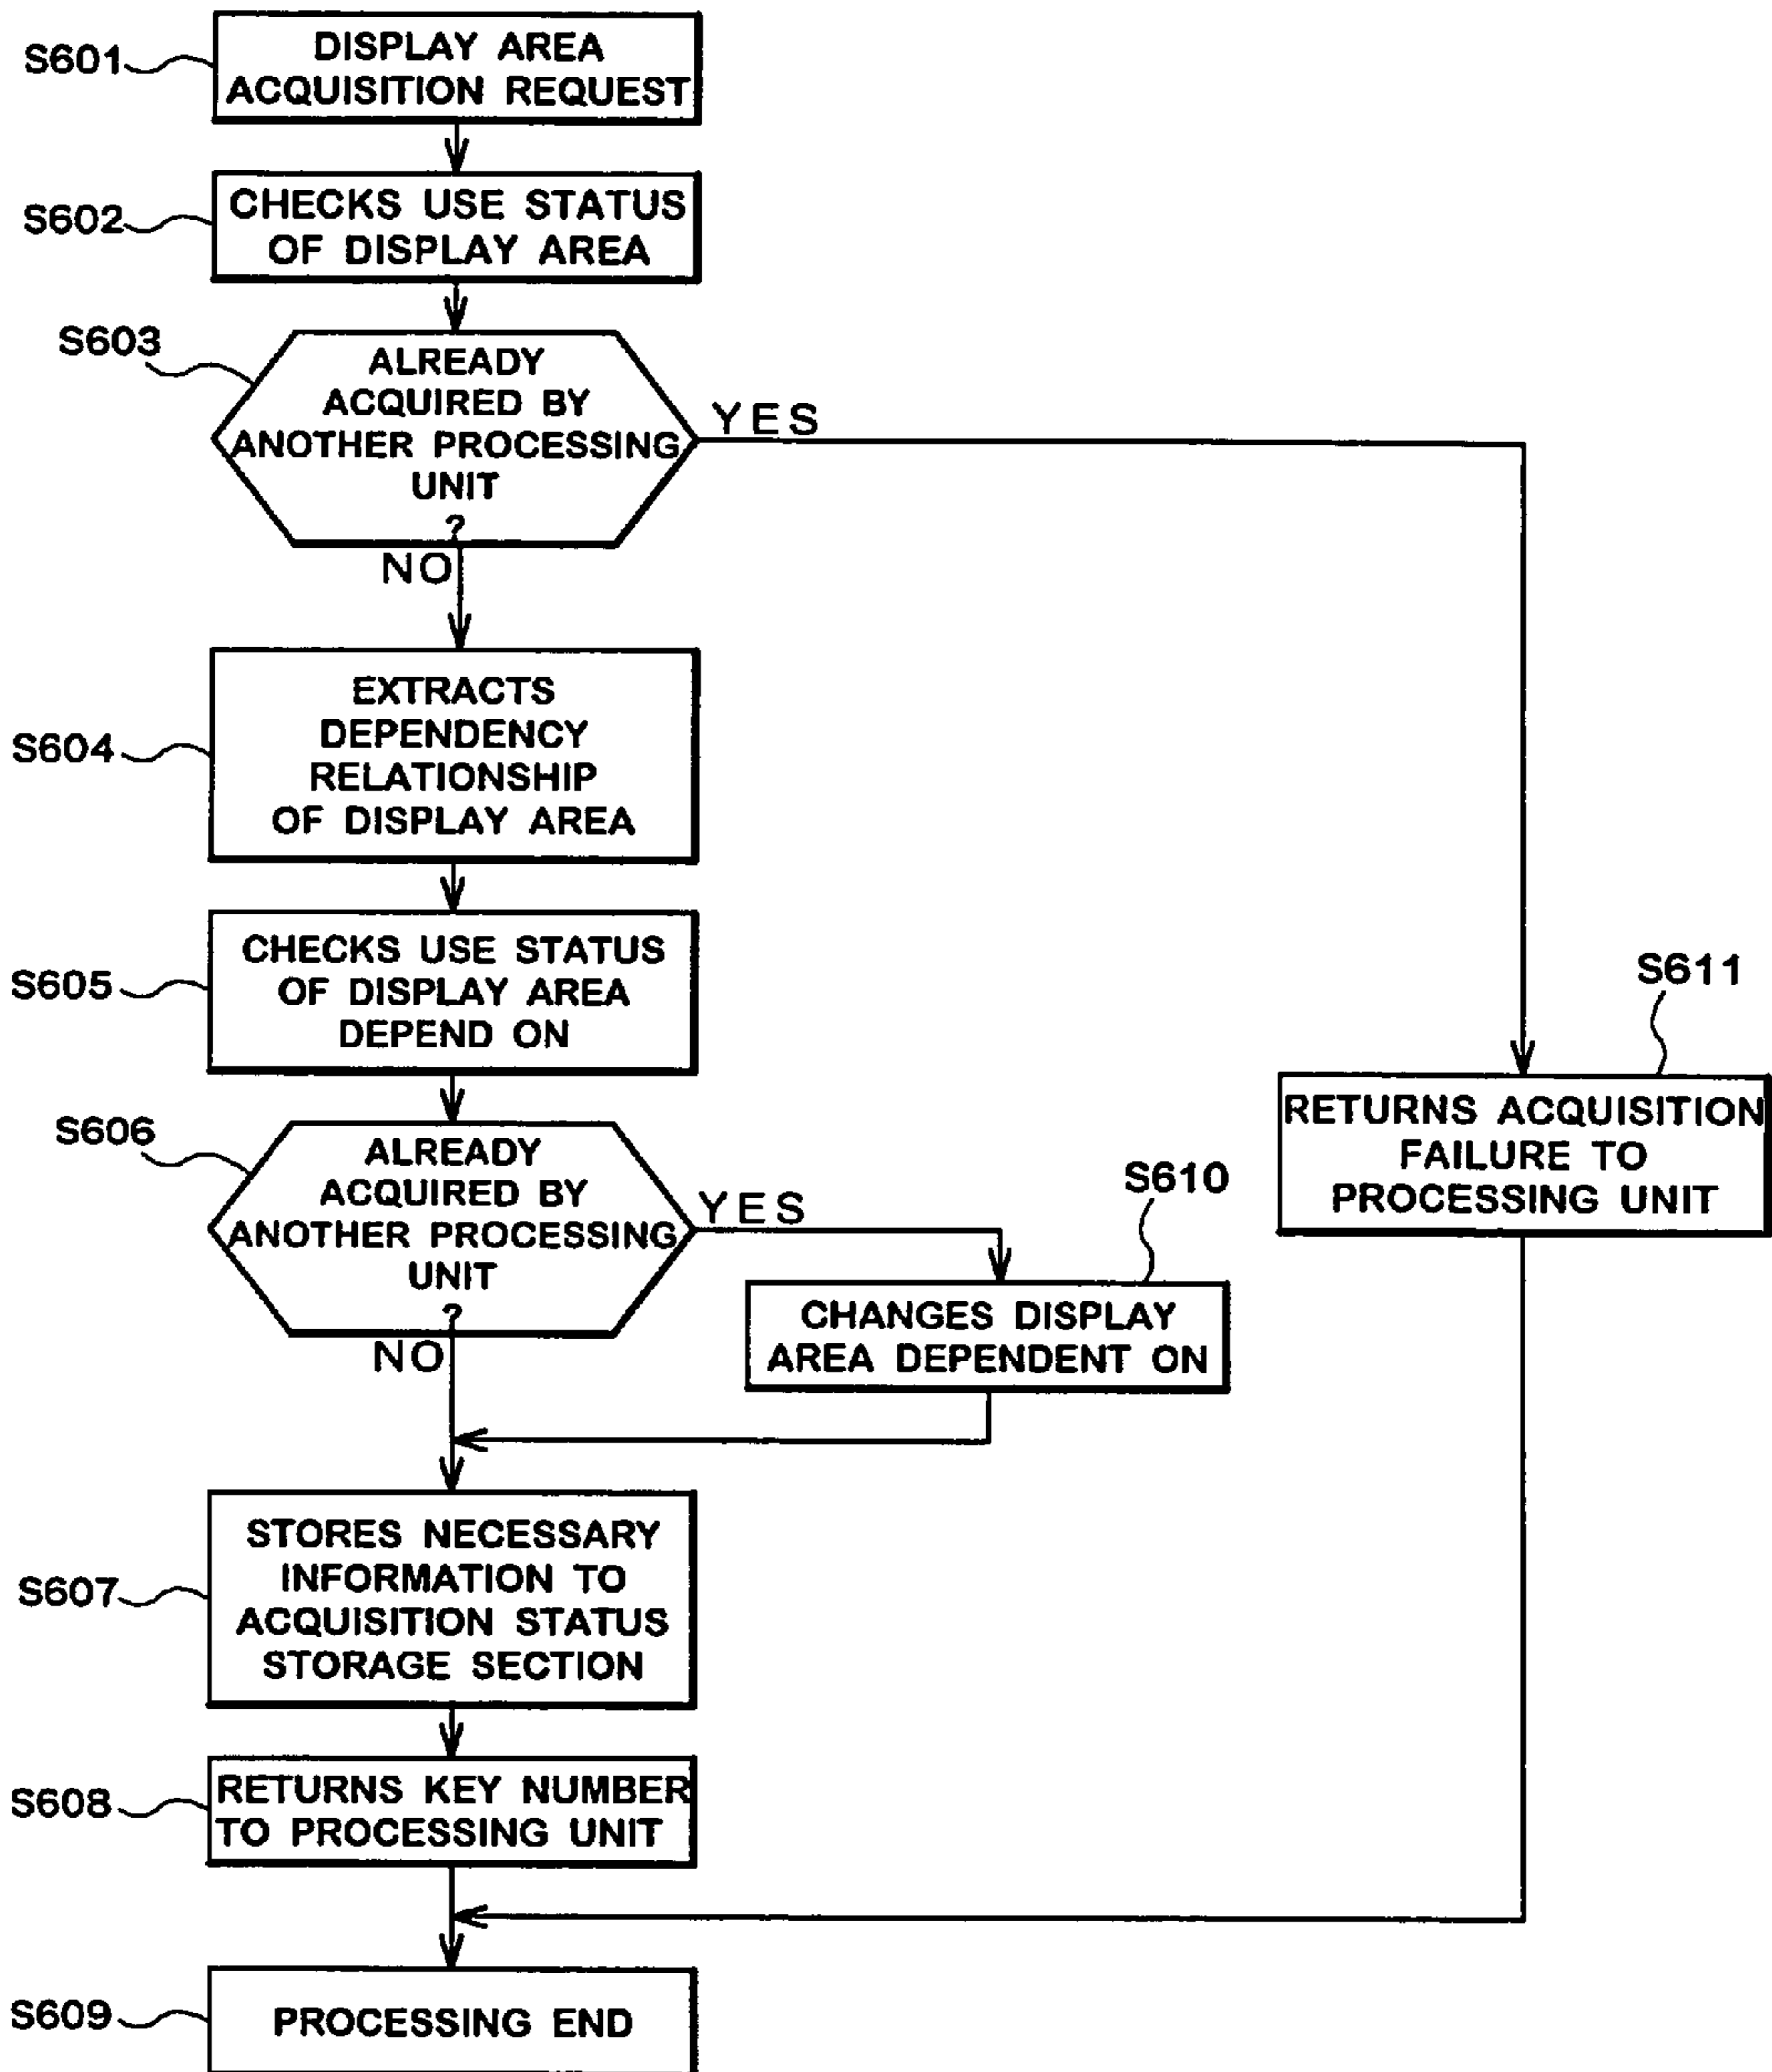 S601
DISPLAY AREA
ACQUISITION REQUEST
S602
CHECKS USE STATUS
OF DISPLAY AREA
S603
ALREADY
ACQUIRED BY
ANOTHER PROCESSING
UNIT
?
YES
NO
S604
EXTRACTS
DEPENDENCY
RELATIONSHIP
OF DISPLAY AREA
S605
CHECKS USE STATUS
OF DISPLAY AREA
DEPEND ON
S606
ALREADY
ACQUIRED BY
ANOTHER PROCESSING
UNIT
?
YES
NO
S610
CHANGES DISPLAY
AREA DEPENDENT ON
S611
RETURNS ACQUISITION
FAILURE TO
PROCESSING UNIT
S607
STORES NECESSARY
INFORMATION TO
ACQUISITION STATUS
STORAGE SECTION
S608
RETURNS KEY NUMBER
TO PROCESSING UNIT
S609
PROCESSING END